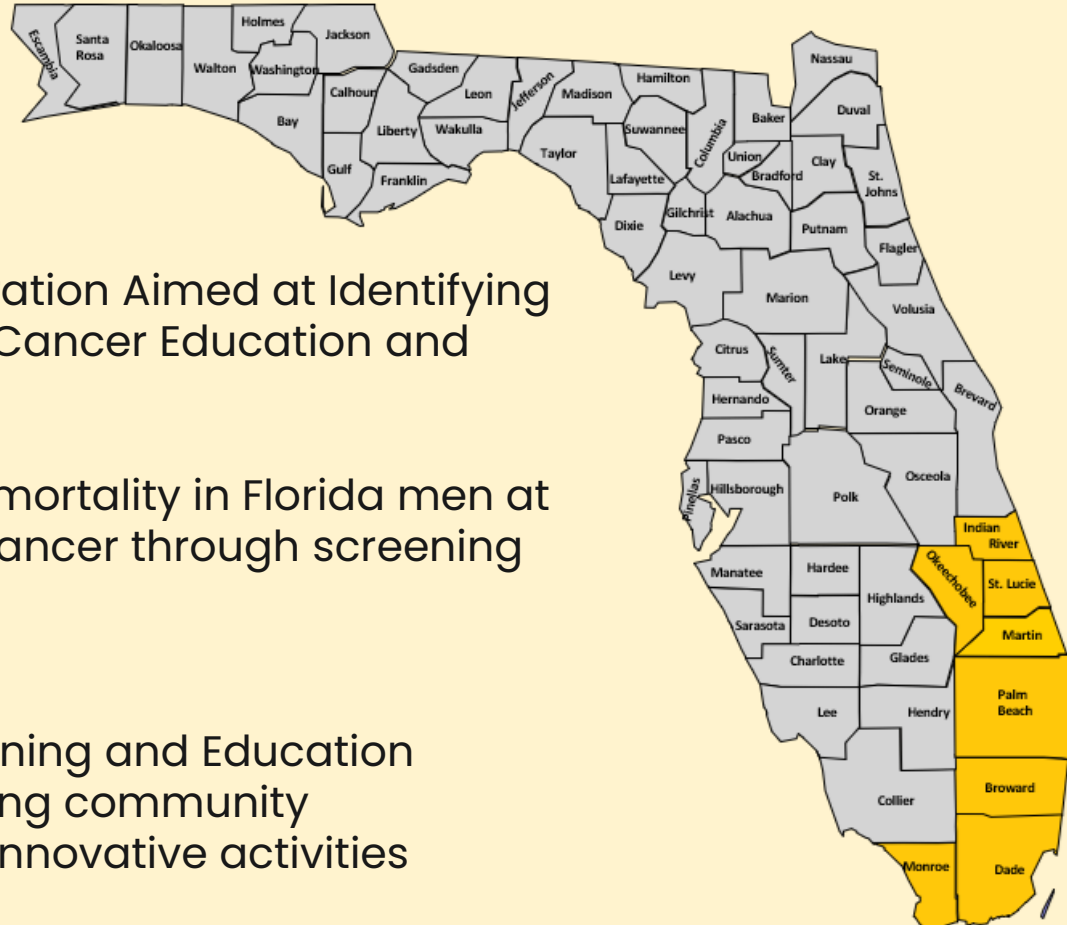 Holmes
Jackson
Escambia
Santa
Rosa
Okaloosa
Walton
Washington
Bay
Calhoun
Gulf
Liberty
Franklin
Gadsden
Leon
Wakulla
Jefferson
Madison
Taylor
Hamilton
Suwannee
Lafayette
Dixie
Columbia
Gilchrist
Baker
Union
Bradford
Alachua
Nassau
Duval
Clay
St.
Johns
Putnam
Flagler
Levy
Marion
Volusia
Citrus
Sumter
Lake
Seminole
Brevard
Hernando
Orange
Pasco
Osceola
Pinellas
Hillsborough
Polk
Indian
River
Okeechobee
St. Lucie
Martin
Manatee
Hardee
Highlands
Sarasota
Desoto
Charlotte
Glades
Palm
Beach
Lee
Hendry
Broward
Collier
Monroe
Dade
ation Aimed at Identifying
Cancer Education and
mortality in Florida men at
ancer through screening
ning and Education
ng community
nnovative activities